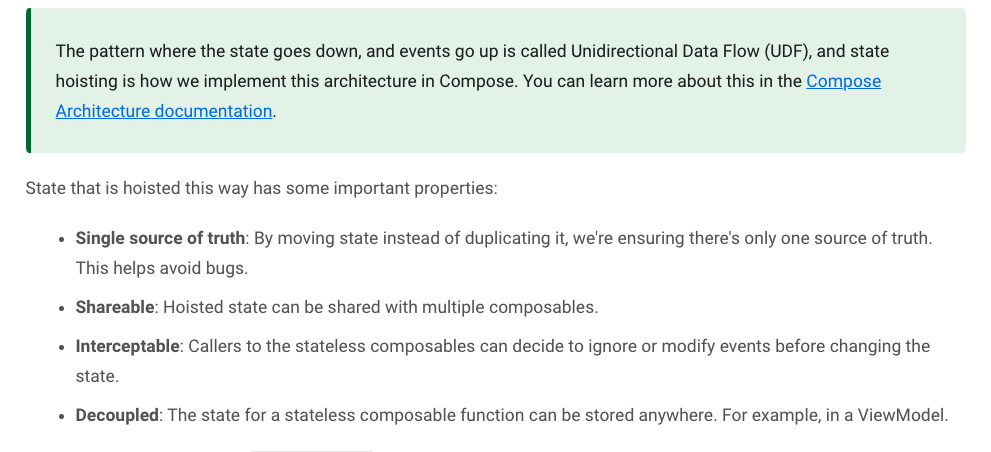 The pattern where the state goes down, and events go up is called Unidirectional Data Flow (UDF), and state
hoisting is how we implement this architecture in Compose. You can learn more about this in the Compose
Architecture documentation.
State that is hoisted this way has some important properties:
• Single source of truth: By moving state instead of duplicating it, we're ensuring there's only one source of truth.
This helps avoid bugs.
• Shareable: Hoisted state can be shared with multiple composables.
• Interceptable: Callers to the stateless composables can decide to ignore or modify events before changing the
state.
• Decoupled: The state for a stateless composable function can be stored anywhere. For example, in a ViewModel.